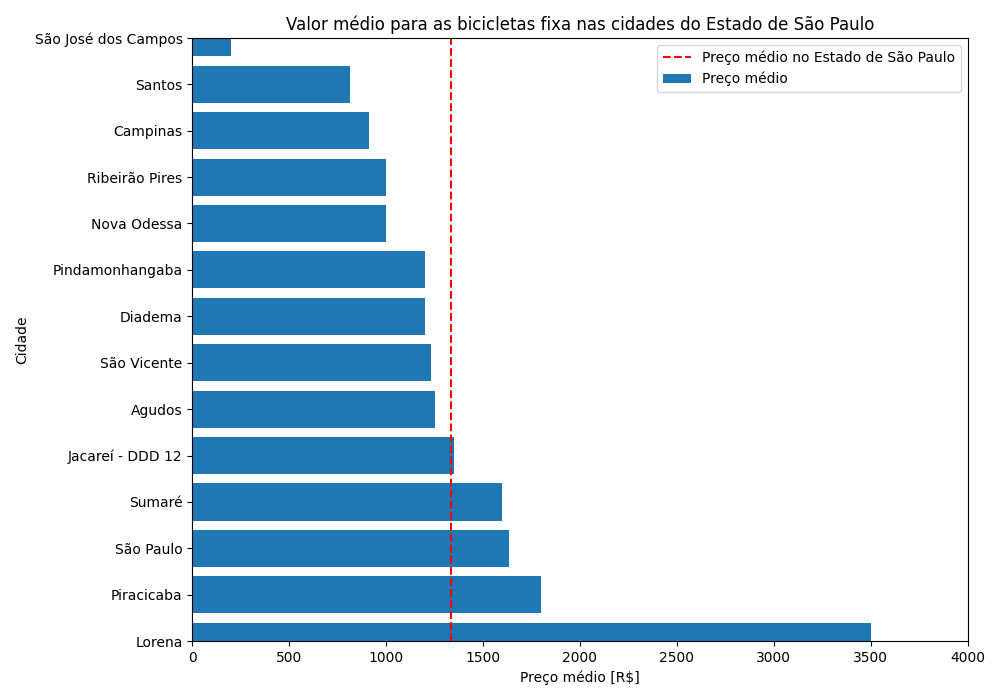 Valor médio para as bicicletas fixa nas cidades do Estado de São Paulo
Preço médio no Estado de São Paulo
Preço médio
Cidade
São José dos Campos
Santos
Campinas
Ribeirão Pires
Nova Odessa
Pindamonhangaba
Diadema
São Vicente
Agudos
Jacareí - DDD 12
Sumaré
São Paulo
Piracicaba
Lorena
0 500 1000 1500 2000 2500 3000 3500 4000
Preço médio [R$]